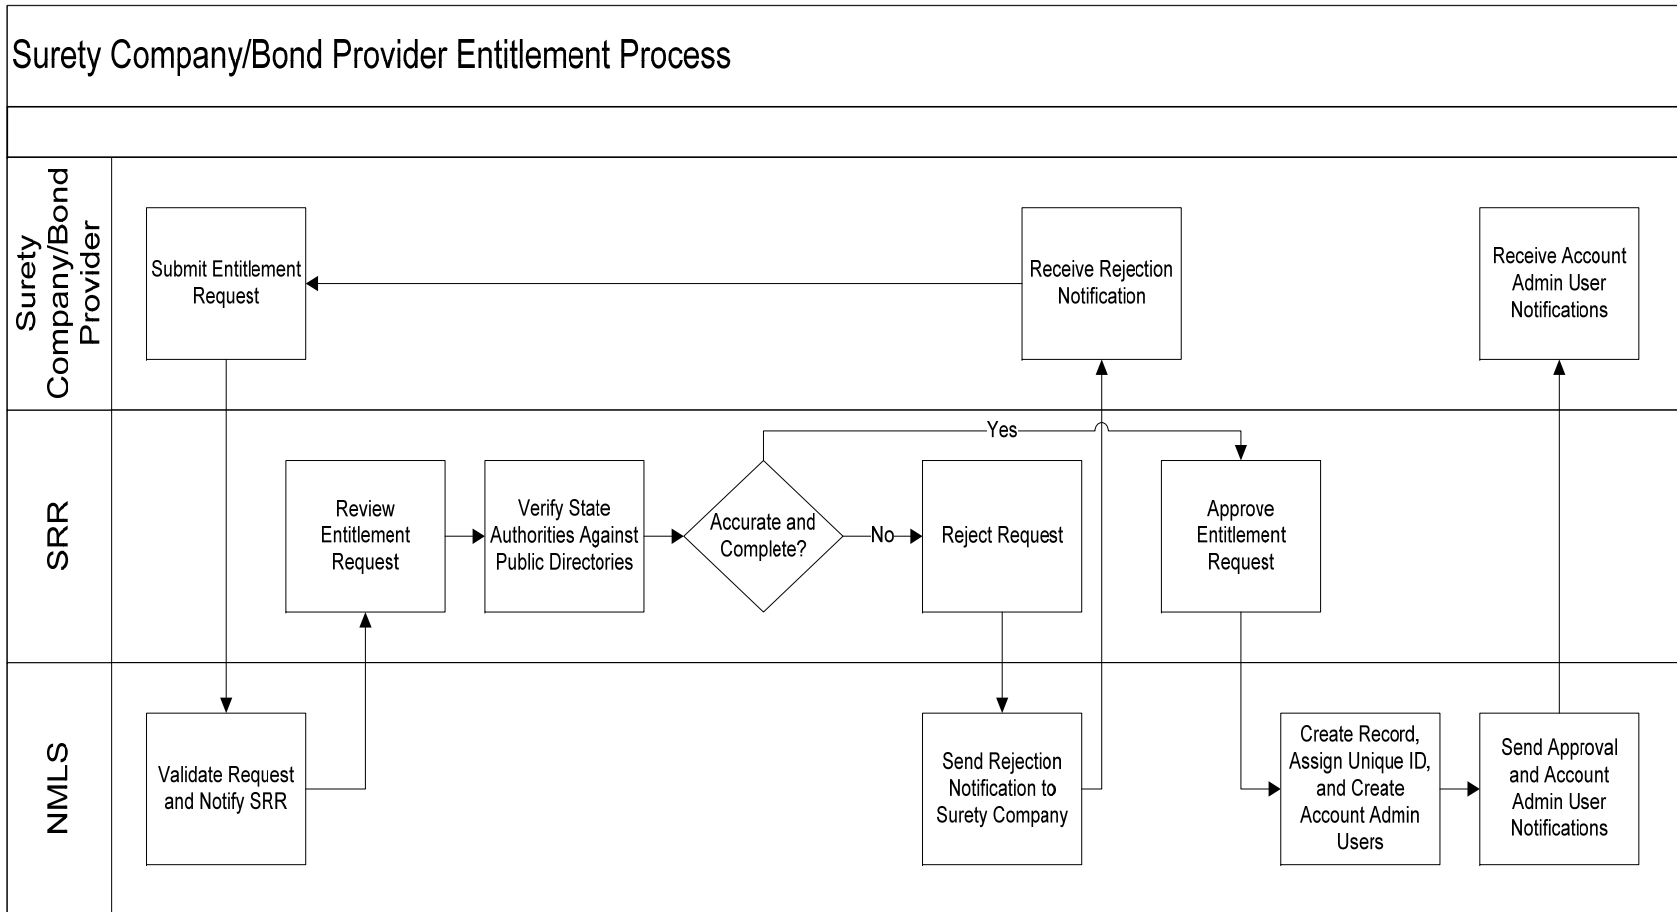 Surety Company/Bond Provider Entitlement Process
Surety
Company/Bond
Provider
Submit Entitlement
Request
Receive Rejection
Notification
Receive Account
Admin User
Notifications
SRR
Review
Entitlement
Request
Verify State
Authorities Against
Public Directories
Accurate and
Complete?
Yes
No
Reject Request
Approve
Entitlement
Request
NMLS
Validate Request
and Notify SRR
Send Rejection
Notification to
Surety Company
Create Record,
Assign Unique ID,
and Create
Account Admin
Users
Send Approval
and Account
Admin User
Notifications